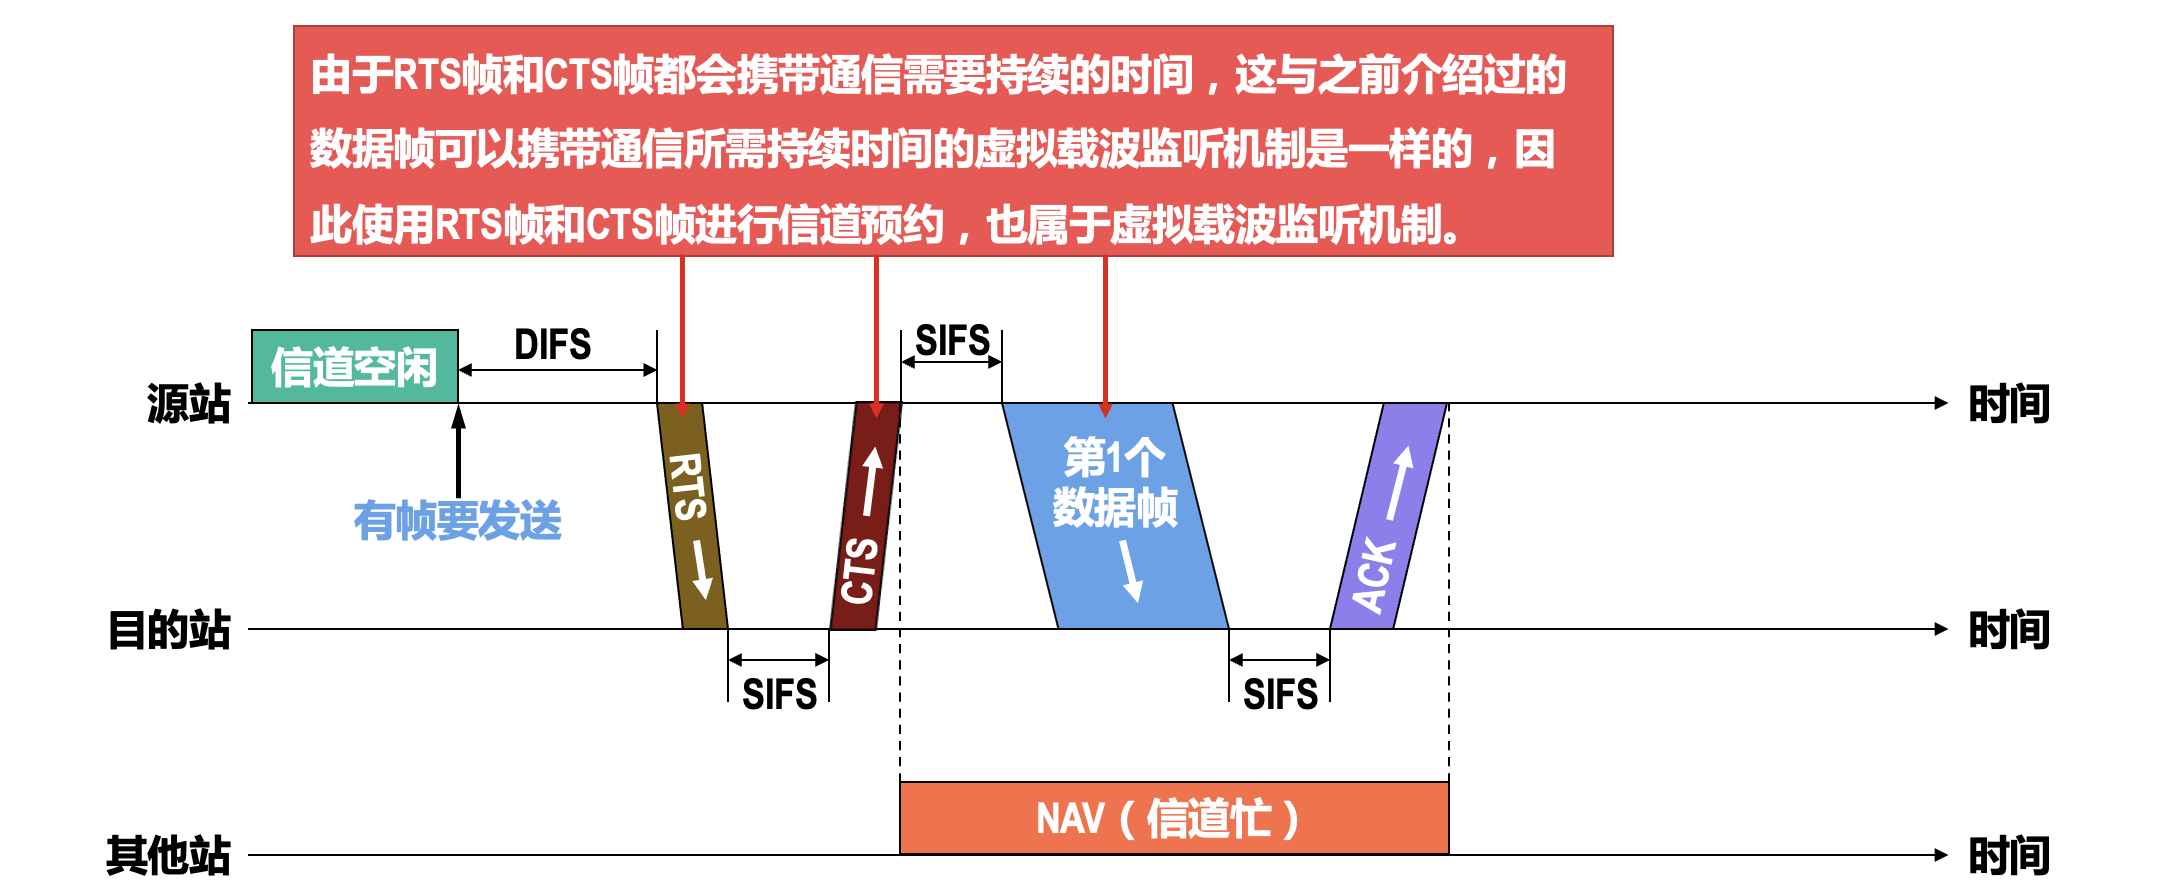 由于RTS帧和CTS帧都会携带通信需要持续的时间，这与之前介绍过的
数据帧可以携带通信所需持续时间的虚拟载波监听机制是一样的，因
此使用RTS帧和CTS帧进行信道预约，也属于虚拟载波监听机制。
信道空闲
DIFS
SIFS
源站
时间
有帧要发送
RTS
CTS
第1个
数据帧
ACK
目的站
时间
SIFS
SIFS
NAV（信道忙）
其他站
时间